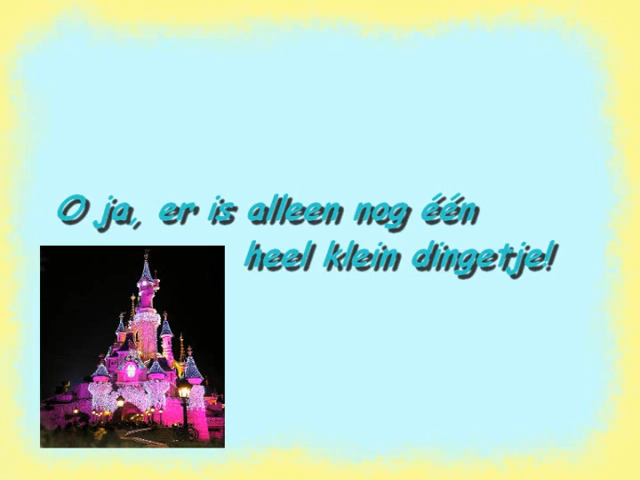 O ja, er is alleen nog één
heel klein dingetje!